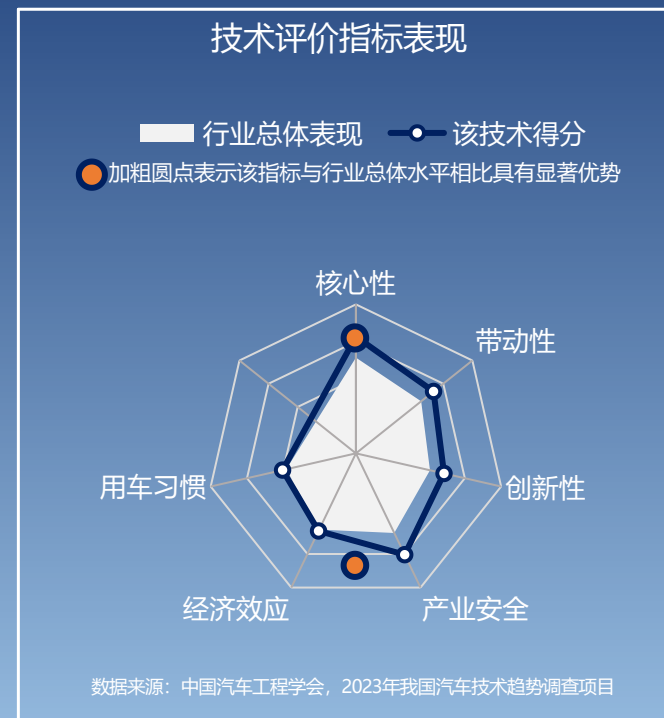 技术评价指标表现
行业总体表现 该技术得分
加粗圆点表示该指标与行业总体水平相比具有显著优势
核心性
带动性
用车习惯
创新性
经济效应
产业安全
数据来源：中国汽车工程学会，2023年我国汽车技术趋势调查项目